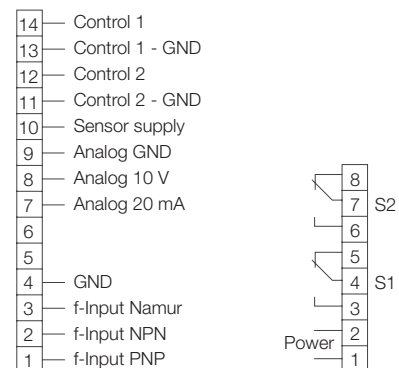 14 Control 1
13 Control 1 - GND
12 Control 2
11 Control 2 - GND
10 Sensor supply
9 Analog GND
8 Analog 10 V
7 Analog 20 mA
6
5
4 GND
3 f-Input Namur
2 f-Input NPN
1 f-Input PNP
8
7 S2
6
5
4 S1
3
Power 2
1